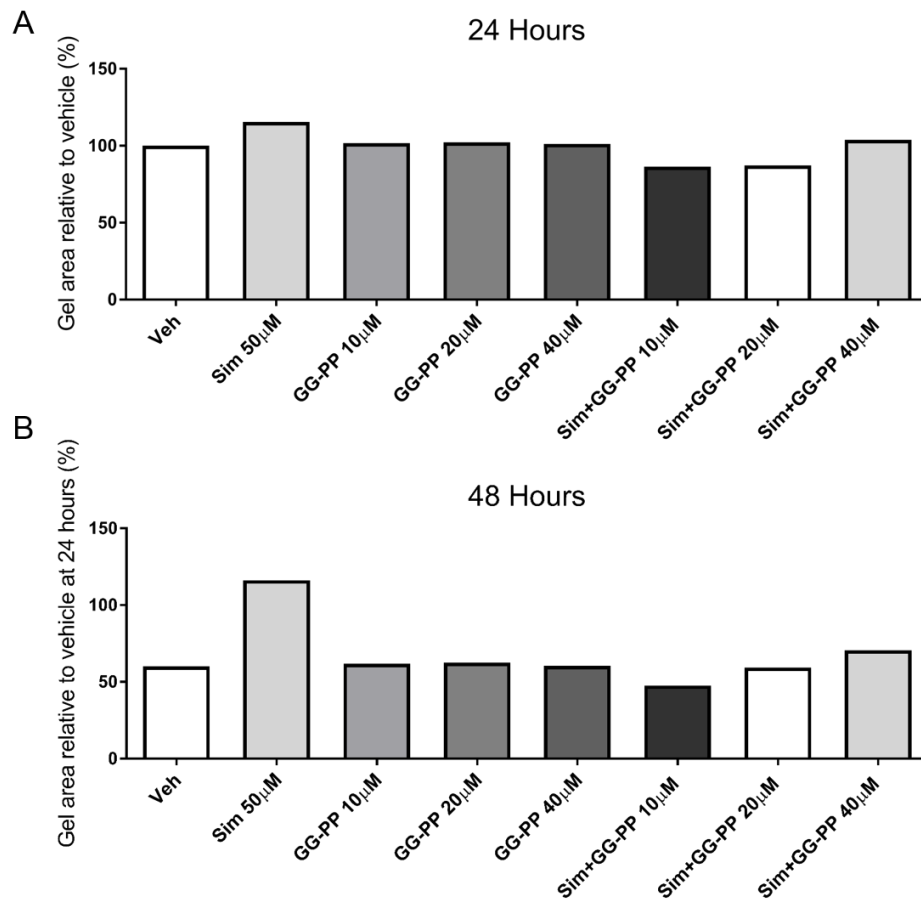 A
24 Hours
Gel area relative to vehicle (%)
150
100
50
0
Veh
Sim 50μM
GG-PP 10μM
GG-PP 20μM
GG-PP 40μM
Sim+GG-PP 10μM
Sim+GG-PP 20μM
Sim+GG-PP 40μM
B
48 Hours
Gel area relative to vehicle at 24 hours (%)
150
100
50
0
Veh
Sim 50μM
GG-PP 10μM
GG-PP 20μM
GG-PP 40μM
Sim+GG-PP 10μM
Sim+GG-PP 20μM
Sim+GG-PP 40μM